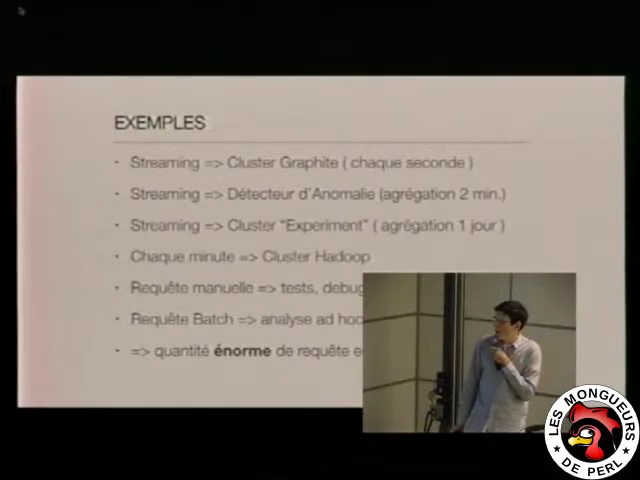 EXEMPLES
· Streaming => Cluster Graphite ( chaque seconde )
· Streaming => Détecteur d'Anomalie (agrégation 2 min.)
· Streaming => Cluster "Experiment" ( agrégation 1 jour )
· Chaque minute => Cluster Hadoop
· Requête manuelle => tests, debug
· Requête Batch => analyse ad hoc
· => quantité énorme de requête e
LES MONGUEURS
★ DE PERL ★